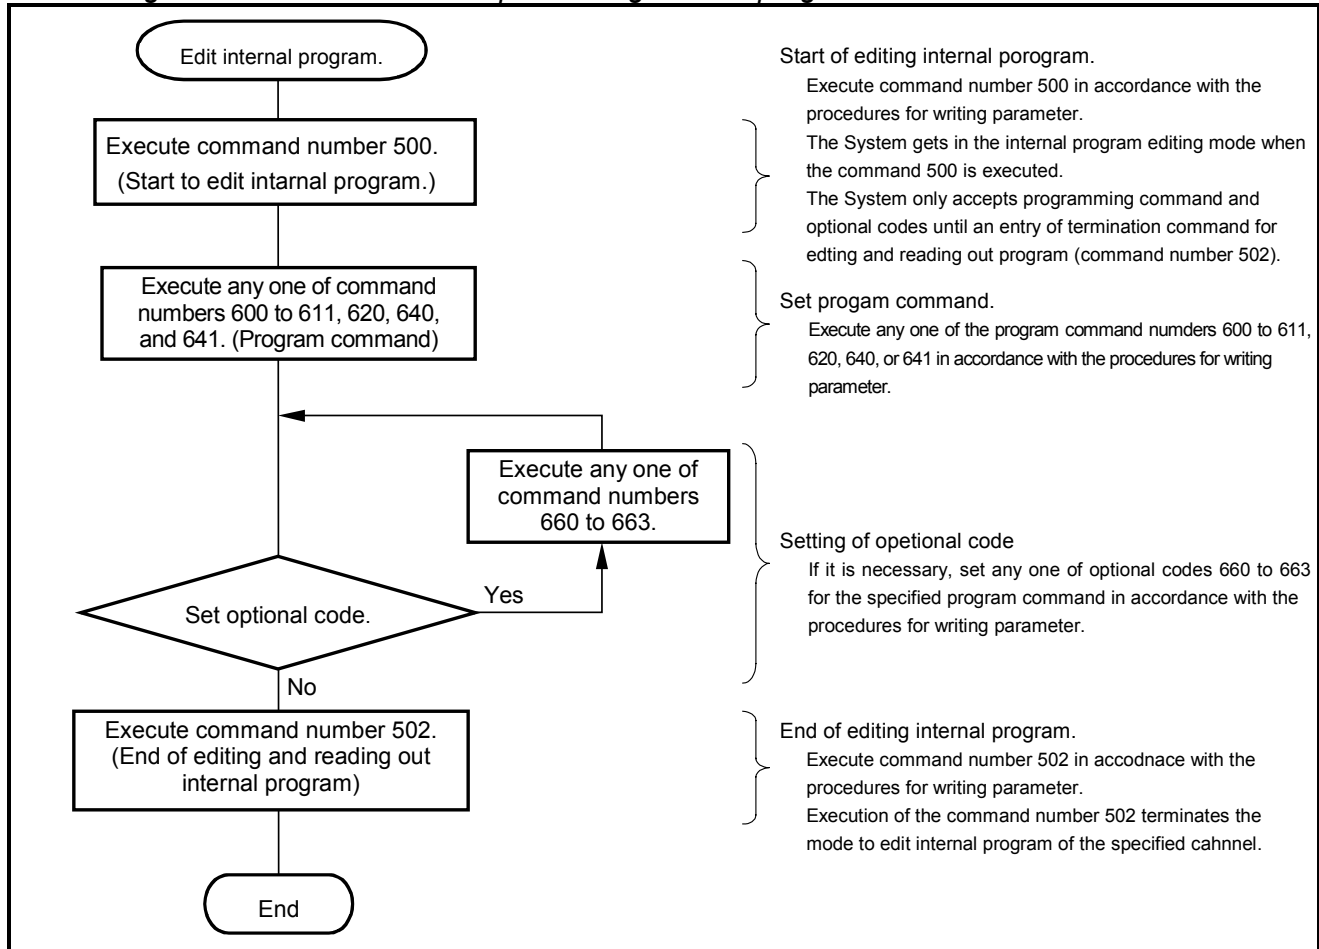 Edit internal program.
Execute command number 500.
(Start to edit intarnal program.)
Execute any one of command
numbers 600 to 611, 620, 640,
and 641. (Program command)
Execute any one of
command numbers
660 to 663.
Set optional code.
Yes
No
Execute command number 502.
(End of editing and reading out
internal program)
End
Start of editing internal porogram.
Execute command number 500 in accordance with the
procedures for writing parameter.
The System gets in the internal program editing mode when
the command 500 is executed.
The System only accepts programming command and
optional codes until an entry of termination command for
edting and reading out program (command number 502).
Set progam command.
Execute any one of the program command numders 600 to 611,
620, 640, or 641 in accordance with the procedures for writing
parameter.
Setting of opetional code
If it is necessary, set any one of optional codes 660 to 663
for the specified program command in accordance with the
procedures for writing parameter.
End of editing internal program.
Execute command number 502 in accodnace with the
procedures for writing parameter.
Execution of the command number 502 terminates the
mode to edit internal program of the specified cahnnel.